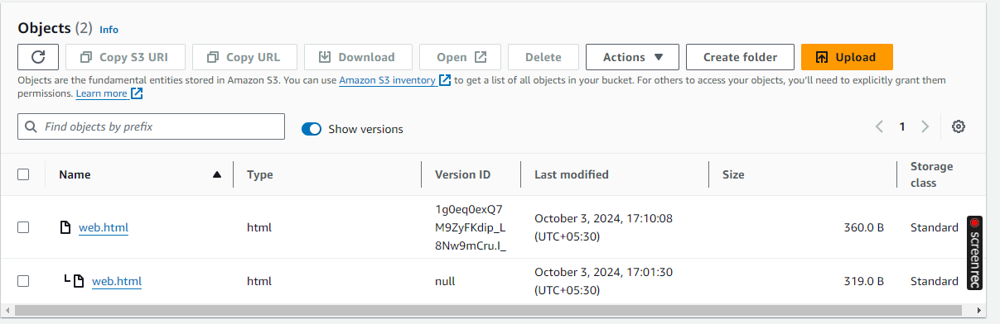 Objects (2) Info
Copy S3 URI Copy URL Download Open Delete Actions Create folder Upload
Objects are the fundamental entities stored in Amazon S3. You can use Amazon S3 inventory to get a list of all objects in your bucket. For others to access your objects, you'll need to explicitly grant them
permissions. Learn more
Find objects by prefix Show versions 1
Name Type Version ID Last modified Size Storage
class
1g0eq0exQ7
web.html html M9ZyFKdip_L October 3, 2024, 17:10:08 360.0 B Standard
8Nw9mCru.I_ (UTC+05:30)
web.html html null October 3, 2024, 17:01:30 319.0 B Standard
(UTC+05:30)
screenrec